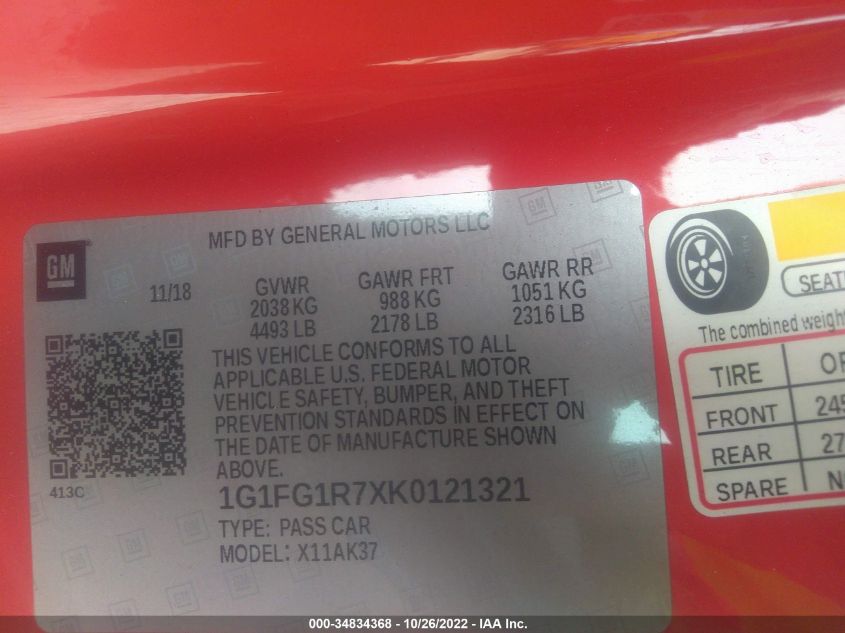 GM
MFD BY GENERAL MOTORS LLC
11/18
GVWR GAWR FRT GAWR RR
2038 KG 988 KG 1051 KG
4493 LB 2178 LB 2316 LB
THIS VEHICLE CONFORMS TO ALL
APPLICABLE U.S. FEDERAL MOTOR
VEHICLE SAFETY, BUMPER, AND THEFT
PREVENTION STANDARDS IN EFFECT ON
THE DATE OF MANUFACTURE SHOWN
ABOVE.
413C
1G1FG1R7XK0121321
TYPE: PASS CAR
MODEL: X11AK37
The combined
TIRE
FRONT
REAR
SPARE
000-34834368 - 10/26/2022 - IAA Inc.